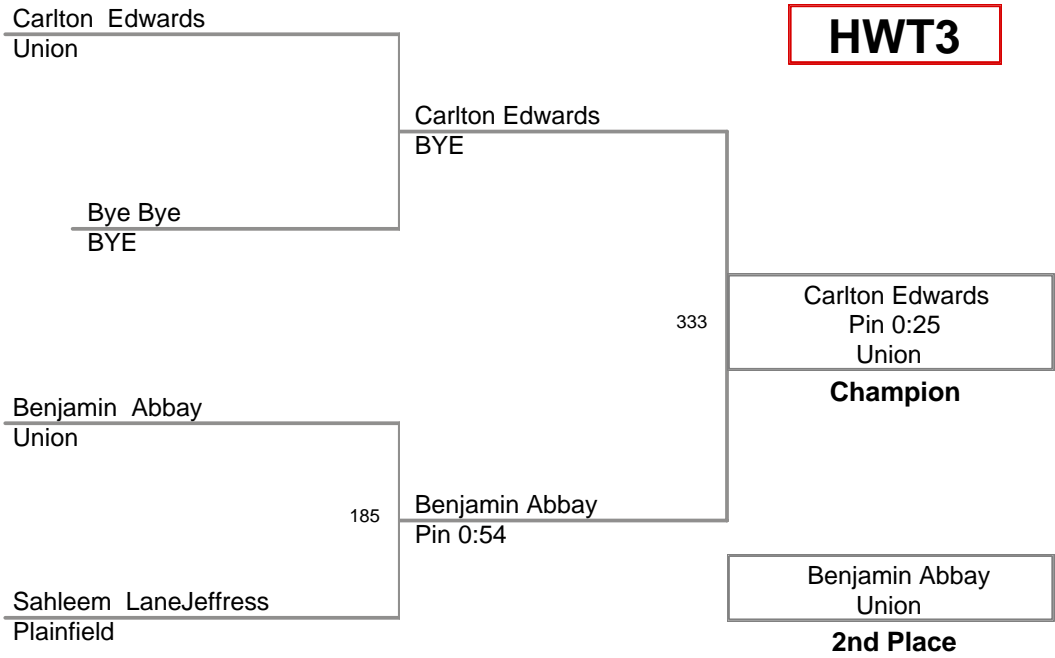 Carlton  Edwards
Union
HWT3
Carlton Edwards
BYE
Bye Bye
BYE
Carlton Edwards
Pin 0:25
Union
333
Champion
Benjamin  Abbay
Union
185
Benjamin Abbay
Pin 0:54
Sahleem  LaneJeffress
Plainfield
Benjamin Abbay
Union
2nd Place